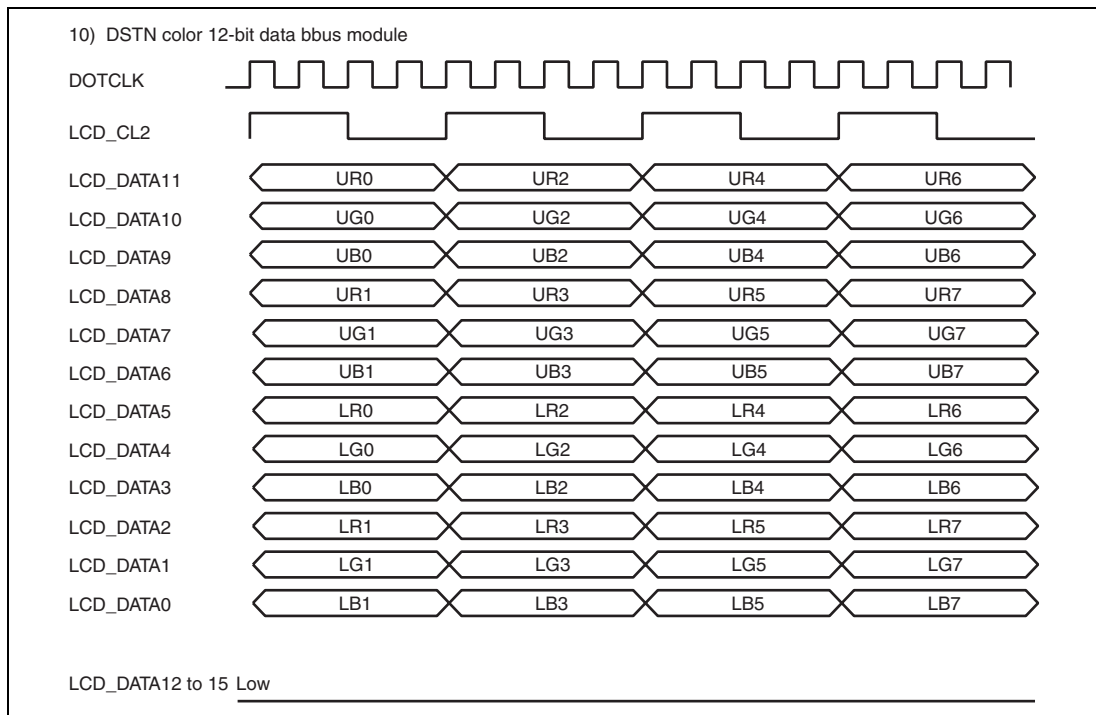 10) DSTN color 12-bit data bbus module
DOTCLK
LCD_CL2
LCD_DATA11 UR0 UR2 UR4 UR6
LCD_DATA10 UG0 UG2 UG4 UG6
LCD_DATA9 UB0 UB2 UB4 UB6
LCD_DATA8 UR1 UR3 UR5 UR7
LCD_DATA7 UG1 UG3 UG5 UG7
LCD_DATA6 UB1 UB3 UB5 UB7
LCD_DATA5 LR0 LR2 LR4 LR6
LCD_DATA4 LG0 LG2 LG4 LG6
LCD_DATA3 LB0 LB2 LB4 LB6
LCD_DATA2 LR1 LR3 LR5 LR7
LCD_DATA1 LG1 LG3 LG5 LG7
LCD_DATA0 LB1 LB3 LB5 LB7
LCD_DATA12 to 15 Low